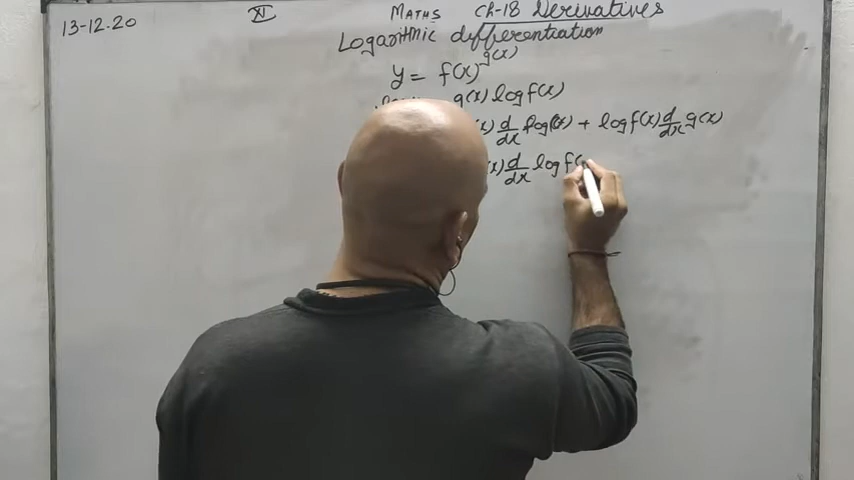 13-12.20 XI MATHS Ch-18 Derivatives
Logarithmic differentiation
y = f(x)^g(x)
g(x) log f(x)
d/dx log f(x) + log f(x) d/dx g(x)
(x) d/dx log f(